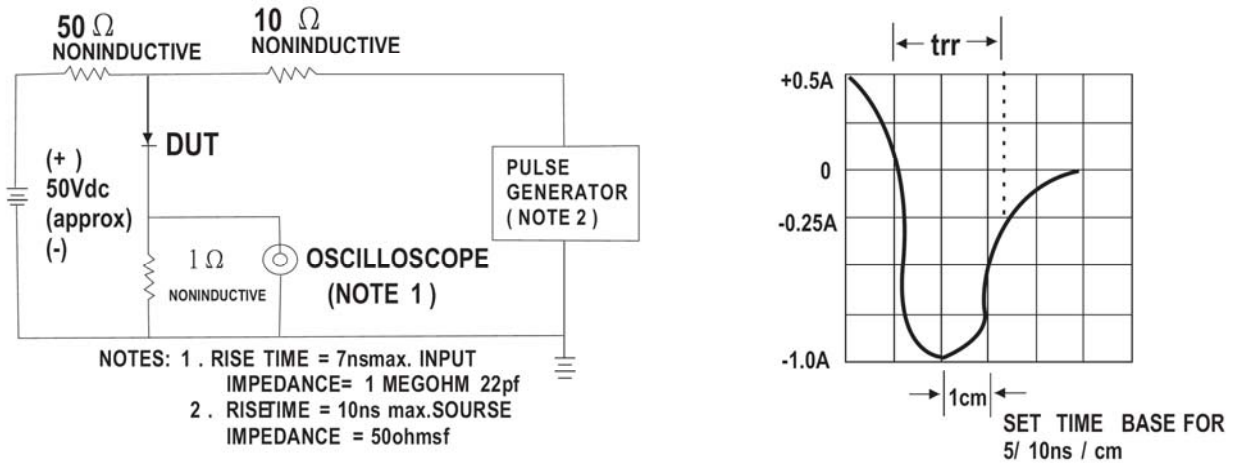 50 Ω
NONINDUCTIVE
10 Ω
NONINDUCTIVE
DUT
(+)
50Vdc
(approx)
(-)
1 Ω
NONINDUCTIVE
OSCILLOSCOPE
(NOTE 1)
PULSE
GENERATOR
(NOTE 2)
NOTES: 1 . RISE TIME = 7nsmax. INPUT
IMPEDANCE= 1 MEGOHM 22pf
2 . RISETIME = 10ns max.SOURSE
IMPEDANCE = 50ohmsf
trr
+0.5A
0
-0.25A
-1.0A
1cm
SET TIME BASE FOR
5/ 10ns / cm